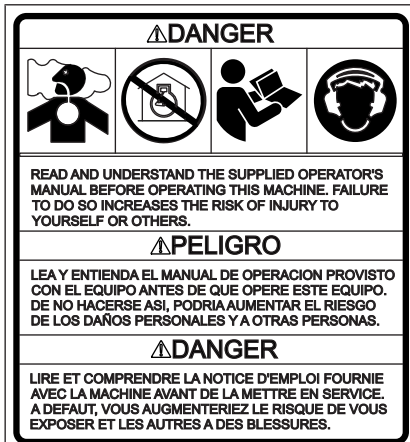 ⚠DANGER
READ AND UNDERSTAND THE SUPPLIED OPERATOR'S
MANUAL BEFORE OPERATING THIS MACHINE. FAILURE
TO DO SO INCREASES THE RISK OF INJURY TO
YOURSELF OR OTHERS.
⚠PELIGRO
LEA Y ENTIENDA EL MANUAL DE OPERACION PROVISTO
CON EL EQUIPO ANTES DE QUE OPERE ESTE EQUIPO.
DE NO HACERSE ASI, PODRIA AUMENTAR EL RIESGO
DE LOS DAÑOS PERSONALES Y A OTRAS PERSONAS.
⚠DANGER
LIRE ET COMPRENDRE LA NOTICE D'EMPLOI FOURNIE
AVEC LA MACHINE AVANT DE LA METTRE EN SERVICE.
A DEFAUT, VOUS AUGMENTERIEZ LE RISQUE DE VOUS
EXPOSER ET LES AUTRES A DES BLESSURES.